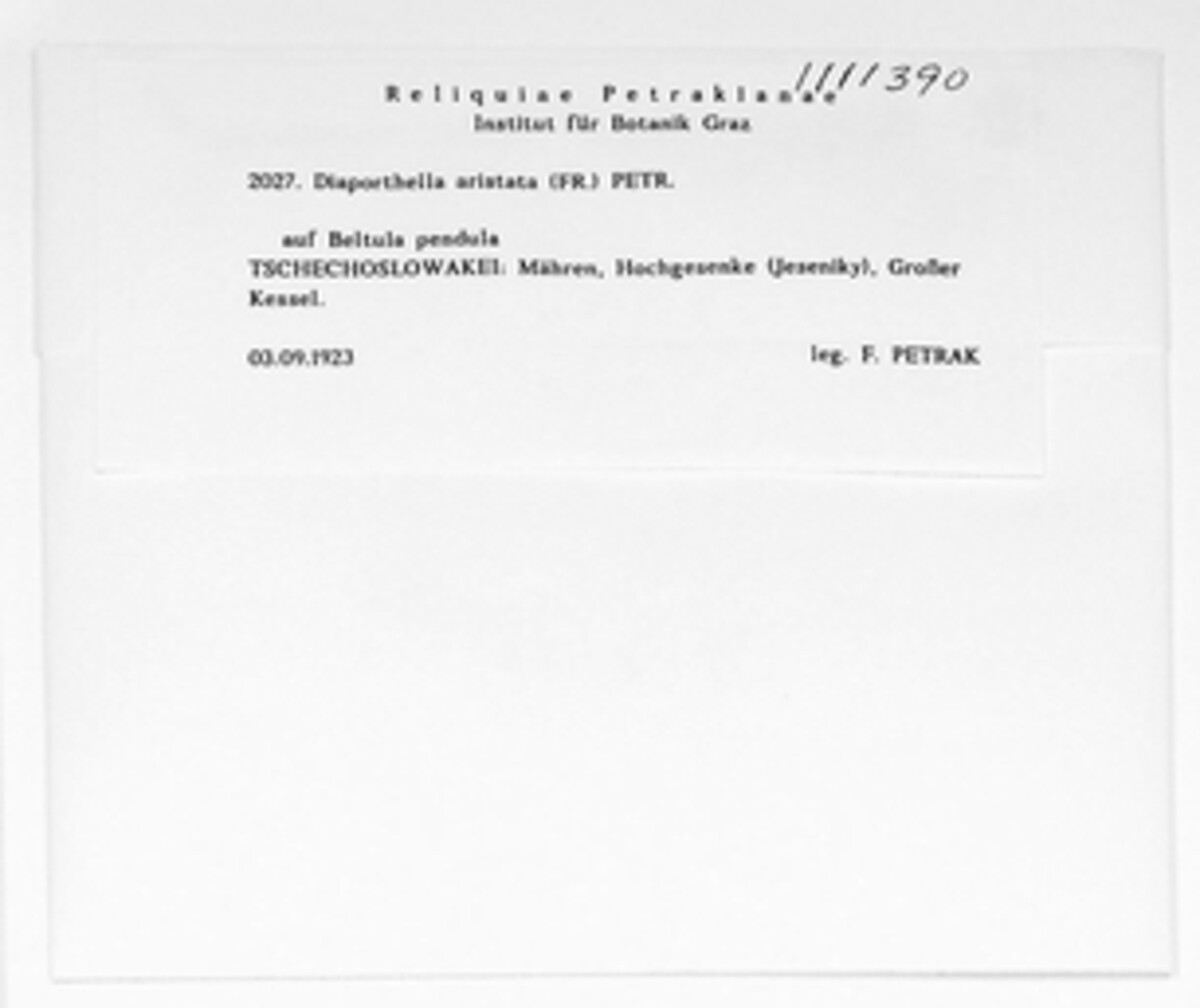 1111390
Reliquiae Petrakianae
Institut für Botanik Graz
2027. Diaporthella aristata (FR.) PETR.
auf Beltula pendula
TSCHECHOSLOWAKEI: Mähren, Hochgesenke (Jeseniky), Großer
Kessel.
03.09.1923 leg. F. PETRAK